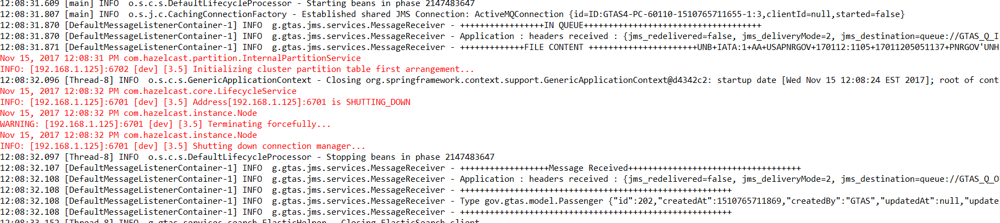 12:08:31.609 [main] INFO  o.s.c.s.DefaultLifecycleProcessor - Starting beans in phase 2147483647
12:08:31.807 [main] INFO  o.s.j.c.CachingConnectionFactory - Established shared JMS Connection: ActiveMQConnection {id=ID:GTAS4-PC-60110-1510765711655-1:3,clientId=null,started=false}
12:08:31.870 [DefaultMessageListenerContainer-1] INFO  g.gtas.jms.services.MessageReceiver - +++++++++++++++++IN QUEUE++++++++++++++++++++++++++++++++++++
12:08:31.870 [DefaultMessageListenerContainer-1] INFO  g.gtas.jms.services.MessageReceiver - Application : headers received : {jms_redelivered=false, jms_deliveryMode=2, jms_destination=queue://GTAS_Q_I
12:08:31.871 [DefaultMessageListenerContainer-1] INFO  g.gtas.jms.services.MessageReceiver - +++++++++++++FILE CONTENT ++++++++++++++++++++++UNB+IATA:1+AA+USAPNRGOV+170112:1105+17011205051137+PNRGOV'UNH
Nov 15, 2017 12:08:31 PM com.hazelcast.partition.InternalPartitionService
INFO: [192.168.1.125]:6702 [dev] [3.5] Initializing cluster partition table first arrangement...
12:08:32.096 [Thread-8] INFO  o.s.c.s.GenericApplicationContext - Closing org.springframework.context.support.GenericApplicationContext@d4342c2: startup date [Wed Nov 15 12:08:24 EST 2017]; root of cont
Nov 15, 2017 12:08:32 PM com.hazelcast.core.LifecycleService
INFO: [192.168.1.125]:6701 [dev] [3.5] Address[192.168.1.125]:6701 is SHUTTING_DOWN
Nov 15, 2017 12:08:32 PM com.hazelcast.instance.Node
WARNING: [192.168.1.125]:6701 [dev] [3.5] Terminating forcefully...
Nov 15, 2017 12:08:32 PM com.hazelcast.instance.Node
INFO: [192.168.1.125]:6701 [dev] [3.5] Shutting down connection manager...
12:08:32.097 [Thread-8] INFO  o.s.c.s.DefaultLifecycleProcessor - Stopping beans in phase 2147483647
12:08:32.107 [DefaultMessageListenerContainer-1] INFO  g.gtas.jms.services.MessageReceiver - ++++++++++++++++++Message Received+++++++++++++++++++++++++++++++++++
12:08:32.108 [DefaultMessageListenerContainer-1] INFO  g.gtas.jms.services.MessageReceiver - Application : headers received : {jms_redelivered=false, jms_deliveryMode=2, jms_destination=queue://GTAS_Q_O
12:08:32.108 [DefaultMessageListenerContainer-1] INFO  g.gtas.jms.services.MessageReceiver - +++++++++++++++++++++++++++++++++++++++++++++++++++++++
12:08:32.108 [DefaultMessageListenerContainer-1] INFO  g.gtas.jms.services.MessageReceiver - Type gov.gtas.model.Passenger {"id":202,"createdAt":1510765711869,"createdBy":"GTAS","updatedAt":null,"update
12:08:32.108 [DefaultMessageListenerContainer-1] INFO  g.gtas.jms.services.MessageReceiver - +++++++++++++++++++++++++++++++++++++++++++++++++++++++
12:08:33.152 [Thread-8] INFO  g.gtas.services.search.ElasticHelper - Closing ElasticSearch client